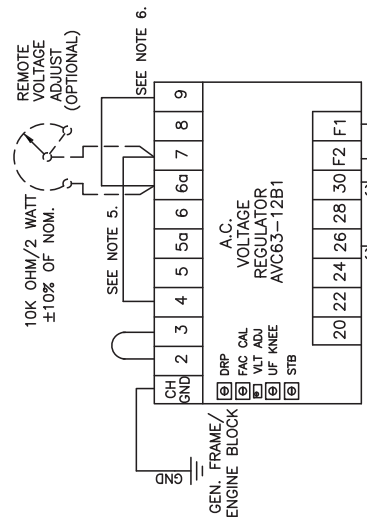 REMOTE
VOLTAGE
ADJUST
(OPTIONAL)
10K OHM/2 WATT
±10% OF NOM.
SEE NOTE 5.
SEE NOTE 6.
CH
GND
2
3
4
5
5a
6
6a
7
8
9
GND
GEN. FRAME/
ENGINE BLOCK
DRP
FAC CAL
VLT ADJ
UF KNEE
STB
A.C.
VOLTAGE
REGULATOR
AVC63-12B1
20
22
24
26
28
30
F2
F1